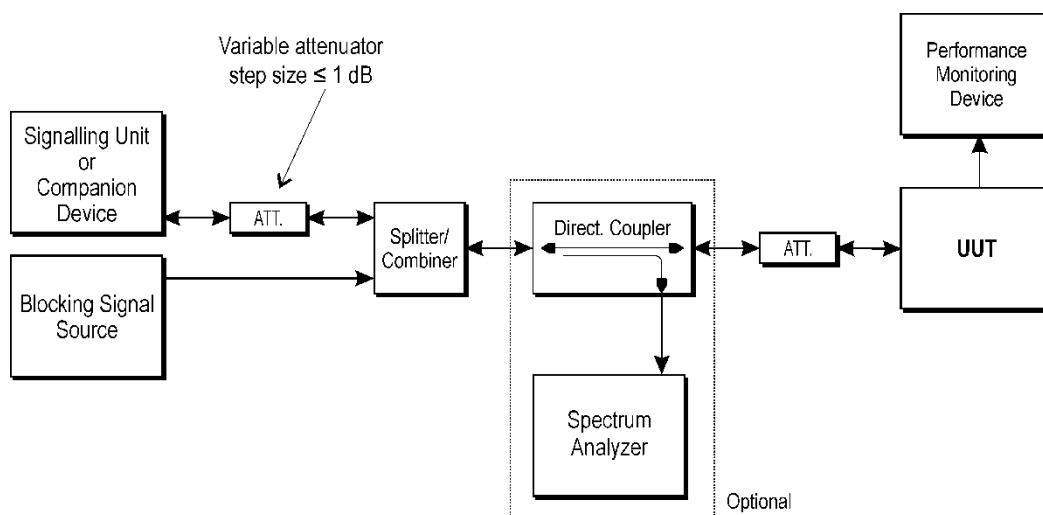 Variable attenuator
step size ≤ 1 dB
Performance
Monitoring
Device
Signalling Unit
or
Companion
Device
ATT.
Splitter/
Combiner
Direct. Coupler
ATT.
UUT
Blocking Signal
Source
Spectrum
Analyzer
Optional